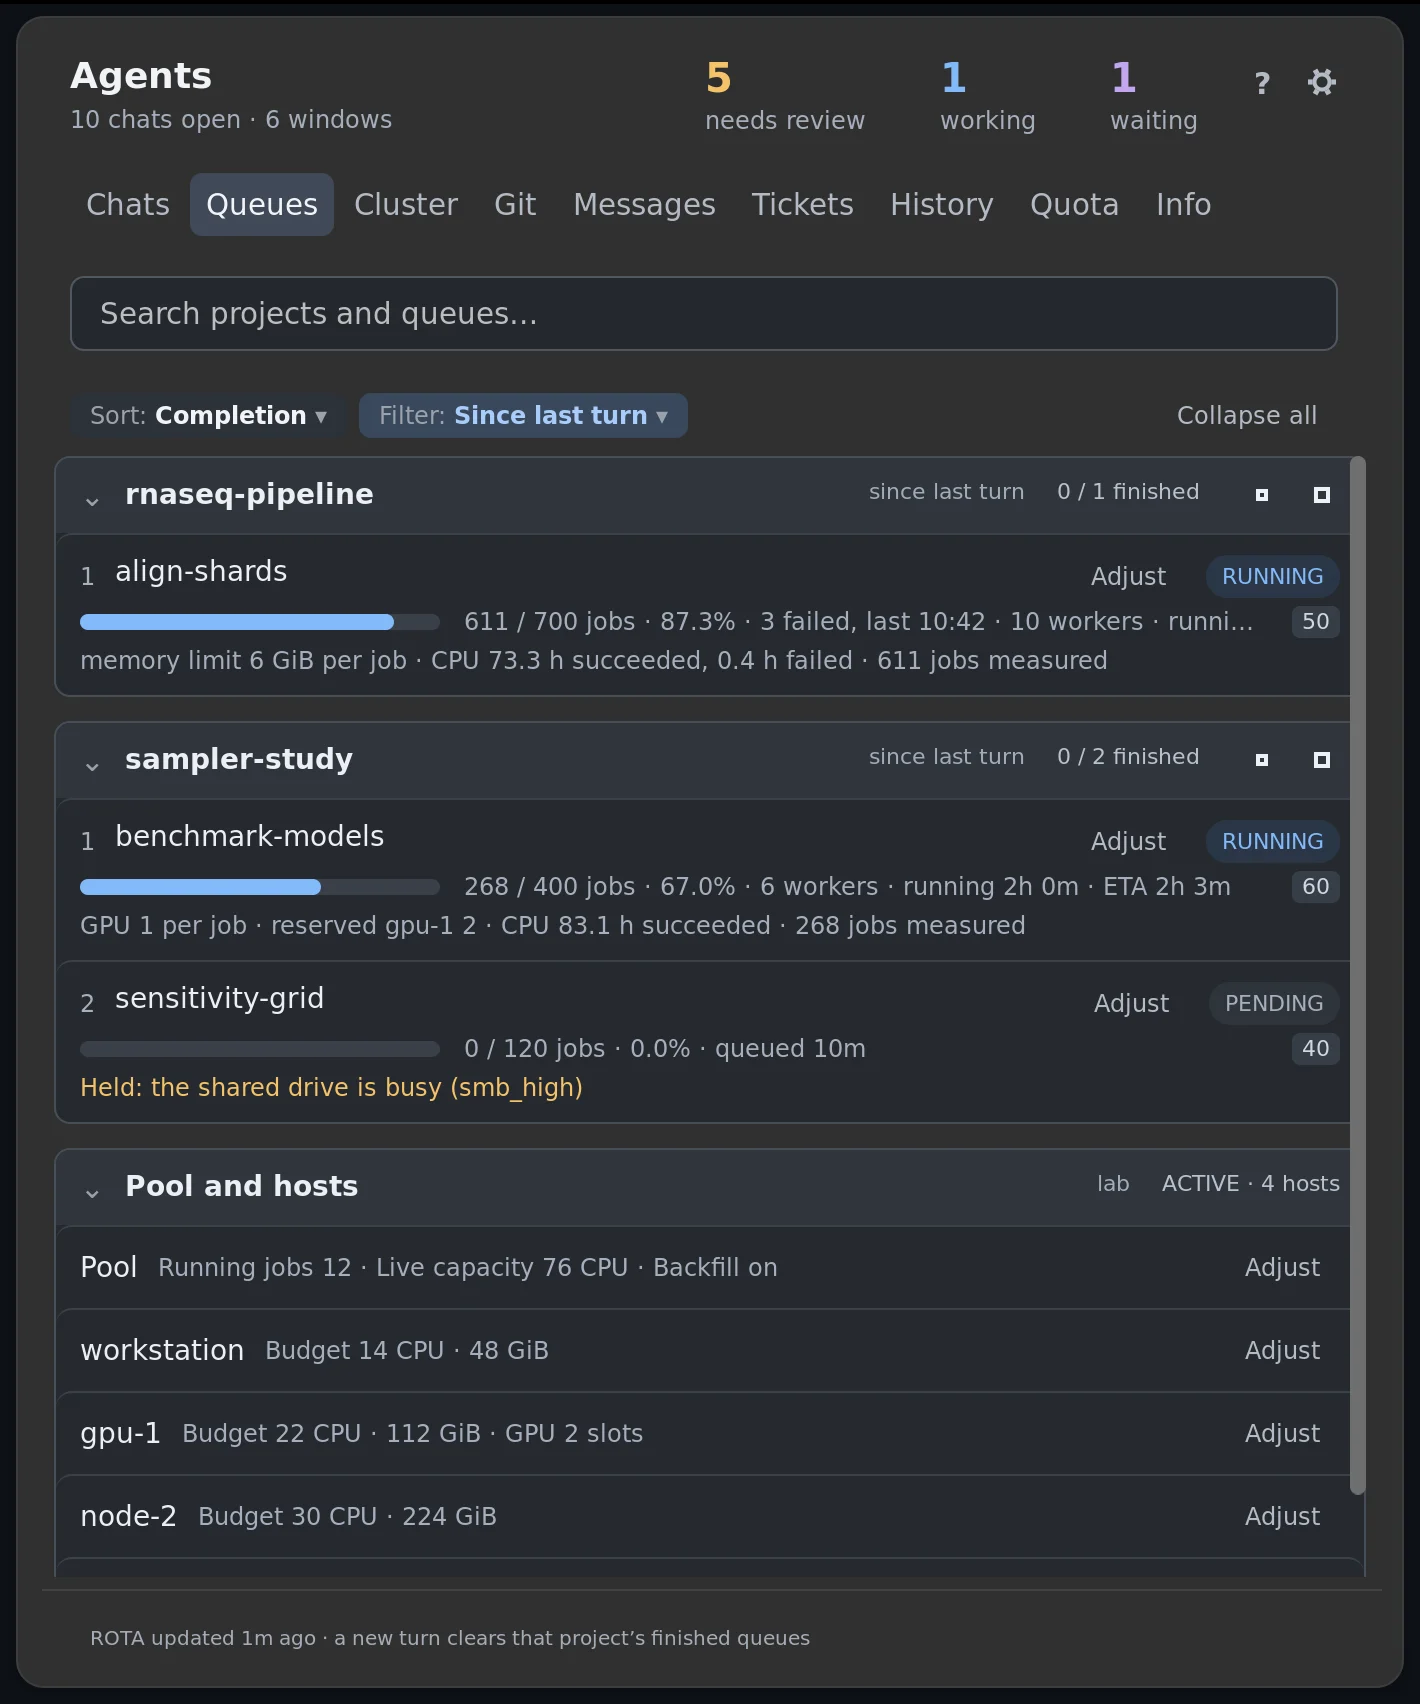 Agents
10 chats open · 6 windows
5 needs review
1 working
1 waiting
?
Chats Queues Cluster Git Messages Tickets History Quota Info
Search projects and queues…
Sort: Completion ▾ Filter: Since last turn ▾ Collapse all
rnaseq-pipeline since last turn 0 / 1 finished
1 align-shards Adjust RUNNING
611 / 700 jobs · 87.3% · 3 failed, last 10:42 · 10 workers · runni… 50
memory limit 6 GiB per job · CPU 73.3 h succeeded, 0.4 h failed · 611 jobs measured
sampler-study since last turn 0 / 2 finished
1 benchmark-models Adjust RUNNING
268 / 400 jobs · 67.0% · 6 workers · running 2h 0m · ETA 2h 3m 60
GPU 1 per job · reserved gpu-1 2 · CPU 83.1 h succeeded · 268 jobs measured
2 sensitivity-grid Adjust PENDING
0 / 120 jobs · 0.0% · queued 10m 40
Held: the shared drive is busy (smb_high)
Pool and hosts lab ACTIVE · 4 hosts
Pool Running jobs 12 · Live capacity 76 CPU · Backfill on Adjust
workstation Budget 14 CPU · 48 GiB Adjust
gpu-1 Budget 22 CPU · 112 GiB · GPU 2 slots Adjust
node-2 Budget 30 CPU · 224 GiB Adjust
ROTA updated 1m ago · a new turn clears that project’s finished queues